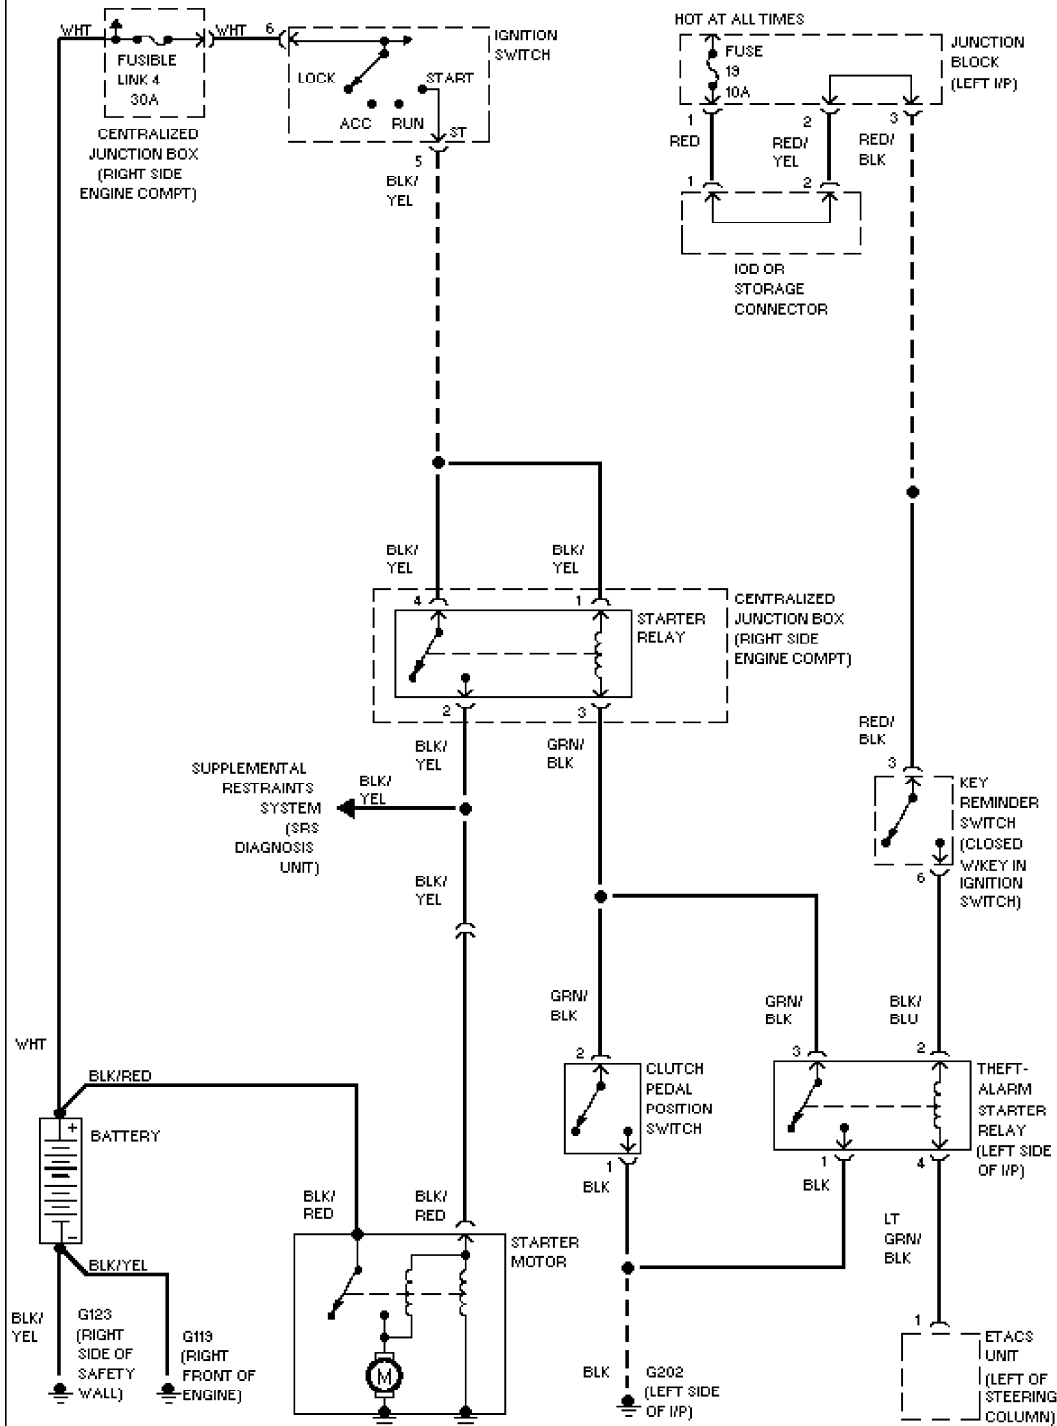 WHT
WHT
6
FUSIBLE
LINK 4
30A
CENTRALIZED
JUNCTION BOX
(RIGHT SIDE
ENGINE COMPT)
IGNITION
SWITCH
LOCK
START
ACC
RUN
ST
5
BLK/
YEL
HOT AT ALL TIMES
FUSE
19
10A
JUNCTION
BLOCK
(LEFT I/P)
1
2
3
RED
RED/
YEL
RED/
BLK
1
2
IOD OR
STORAGE
CONNECTOR
BLK/
YEL
BLK/
YEL
4
1
STARTER
RELAY
CENTRALIZED
JUNCTION BOX
(RIGHT SIDE
ENGINE COMPT)
2
3
BLK/
YEL
GRN/
BLK
SUPPLEMENTAL
RESTRAINTS
SYSTEM
(SRS
DIAGNOSIS
UNIT)
BLK/
YEL
BLK/
YEL
RED/
BLK
3
KEY
REMINDER
SWITCH
(CLOSED
W/KEY IN
IGNITION
SWITCH)
6
GRN/
BLK
GRN/
BLK
BLK/
BLU
2
3
2
CLUTCH
PEDAL
POSITION
SWITCH
THEFT-
ALARM
STARTER
RELAY
(LEFT SIDE
OF I/P)
1
BLK
1
BLK
4
WHT
BLK/RED
+
BATTERY
-
BLK/YEL
BLK/
YEL
G123
(RIGHT
SIDE OF
SAFETY
WALL)
G119
(RIGHT
FRONT OF
ENGINE)
BLK/
RED
BLK/
RED
STARTER
MOTOR
M
LT
GRN/
BLK
BLK
G202
(LEFT SIDE
OF I/P)
1
ETACS
UNIT
(LEFT OF
STEERING
COLUMN)